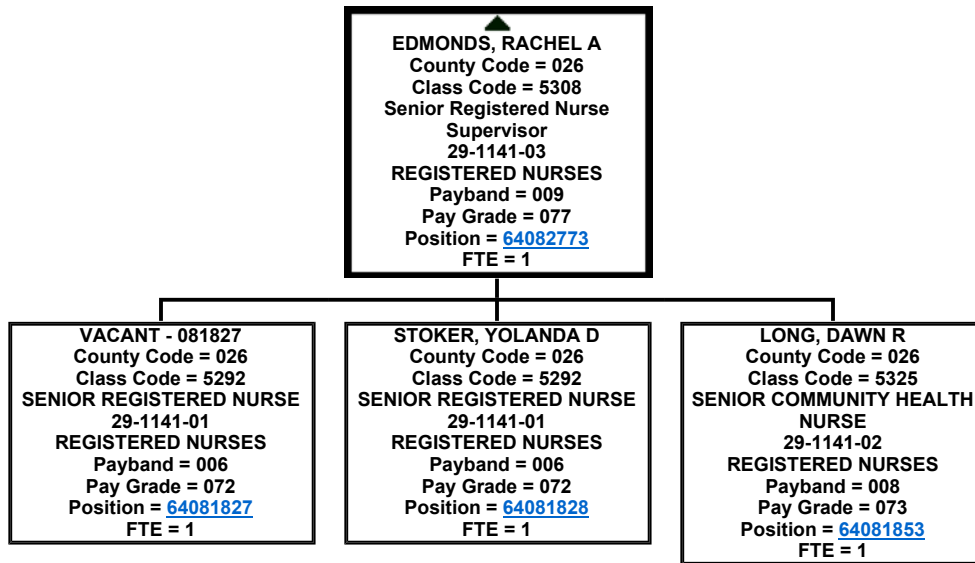 EDMONDS, RACHEL A
County Code = 026
Class Code = 5308
Senior Registered Nurse
Supervisor
29-1141-03
REGISTERED NURSES
Payband = 009
Pay Grade = 077
Position = 64082773
FTE = 1
VACANT - 081827
County Code = 026
Class Code = 5292
SENIOR REGISTERED NURSE
29-1141-01
REGISTERED NURSES
Payband = 006
Pay Grade = 072
Position = 64081827
FTE = 1
STOKER, YOLANDA D
County Code = 026
Class Code = 5292
SENIOR REGISTERED NURSE
29-1141-01
REGISTERED NURSES
Payband = 006
Pay Grade = 072
Position = 64081828
FTE = 1
LONG, DAWN R
County Code = 026
Class Code = 5325
SENIOR COMMUNITY HEALTH
NURSE
29-1141-02
REGISTERED NURSES
Payband = 008
Pay Grade = 073
Position = 64081853
FTE = 1